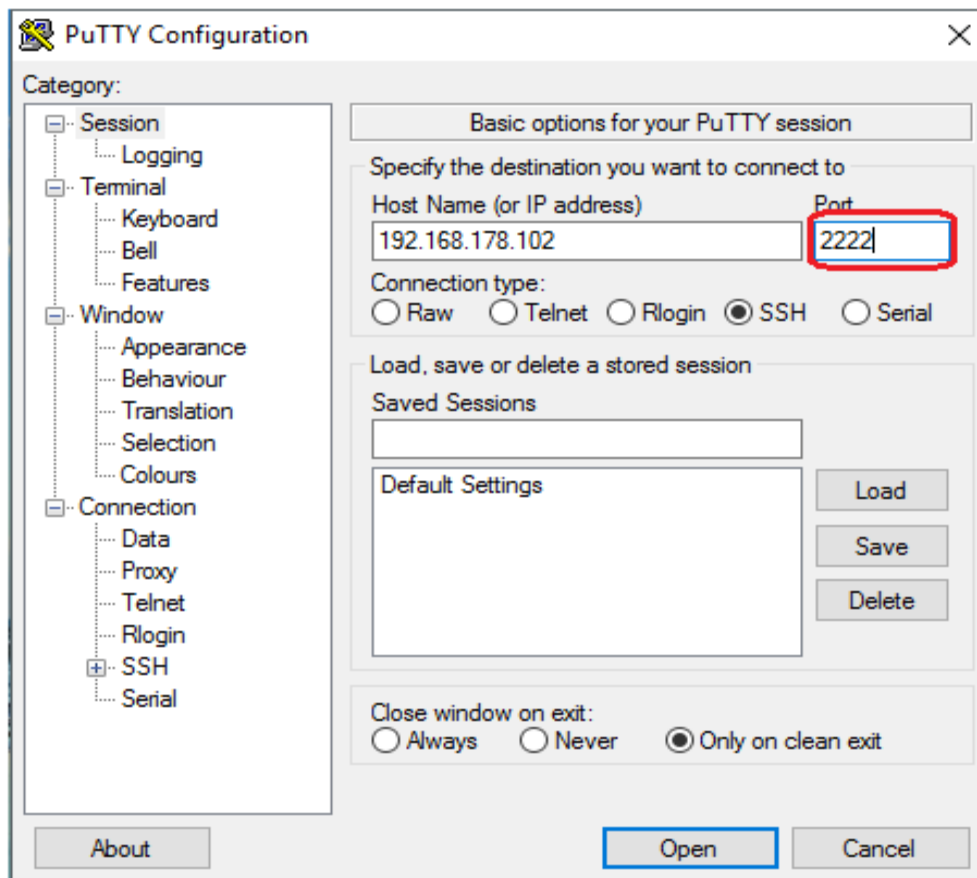 PuTTY Configuration
Category:
Session
Logging
Terminal
Keyboard
Bell
Features
Window
Appearance
Behaviour
Translation
Selection
Colours
Connection
Data
Proxy
Telnet
Rlogin
SSH
Serial
Basic options for your PuTTY session
Specify the destination you want to connect to
Host Name (or IP address) Port
192.168.178.102 2222
Connection type:
Raw Telnet Rlogin SSH Serial
Load, save or delete a stored session
Saved Sessions
Default Settings
Load
Save
Delete
Close window on exit:
Always Never Only on clean exit
About Open Cancel